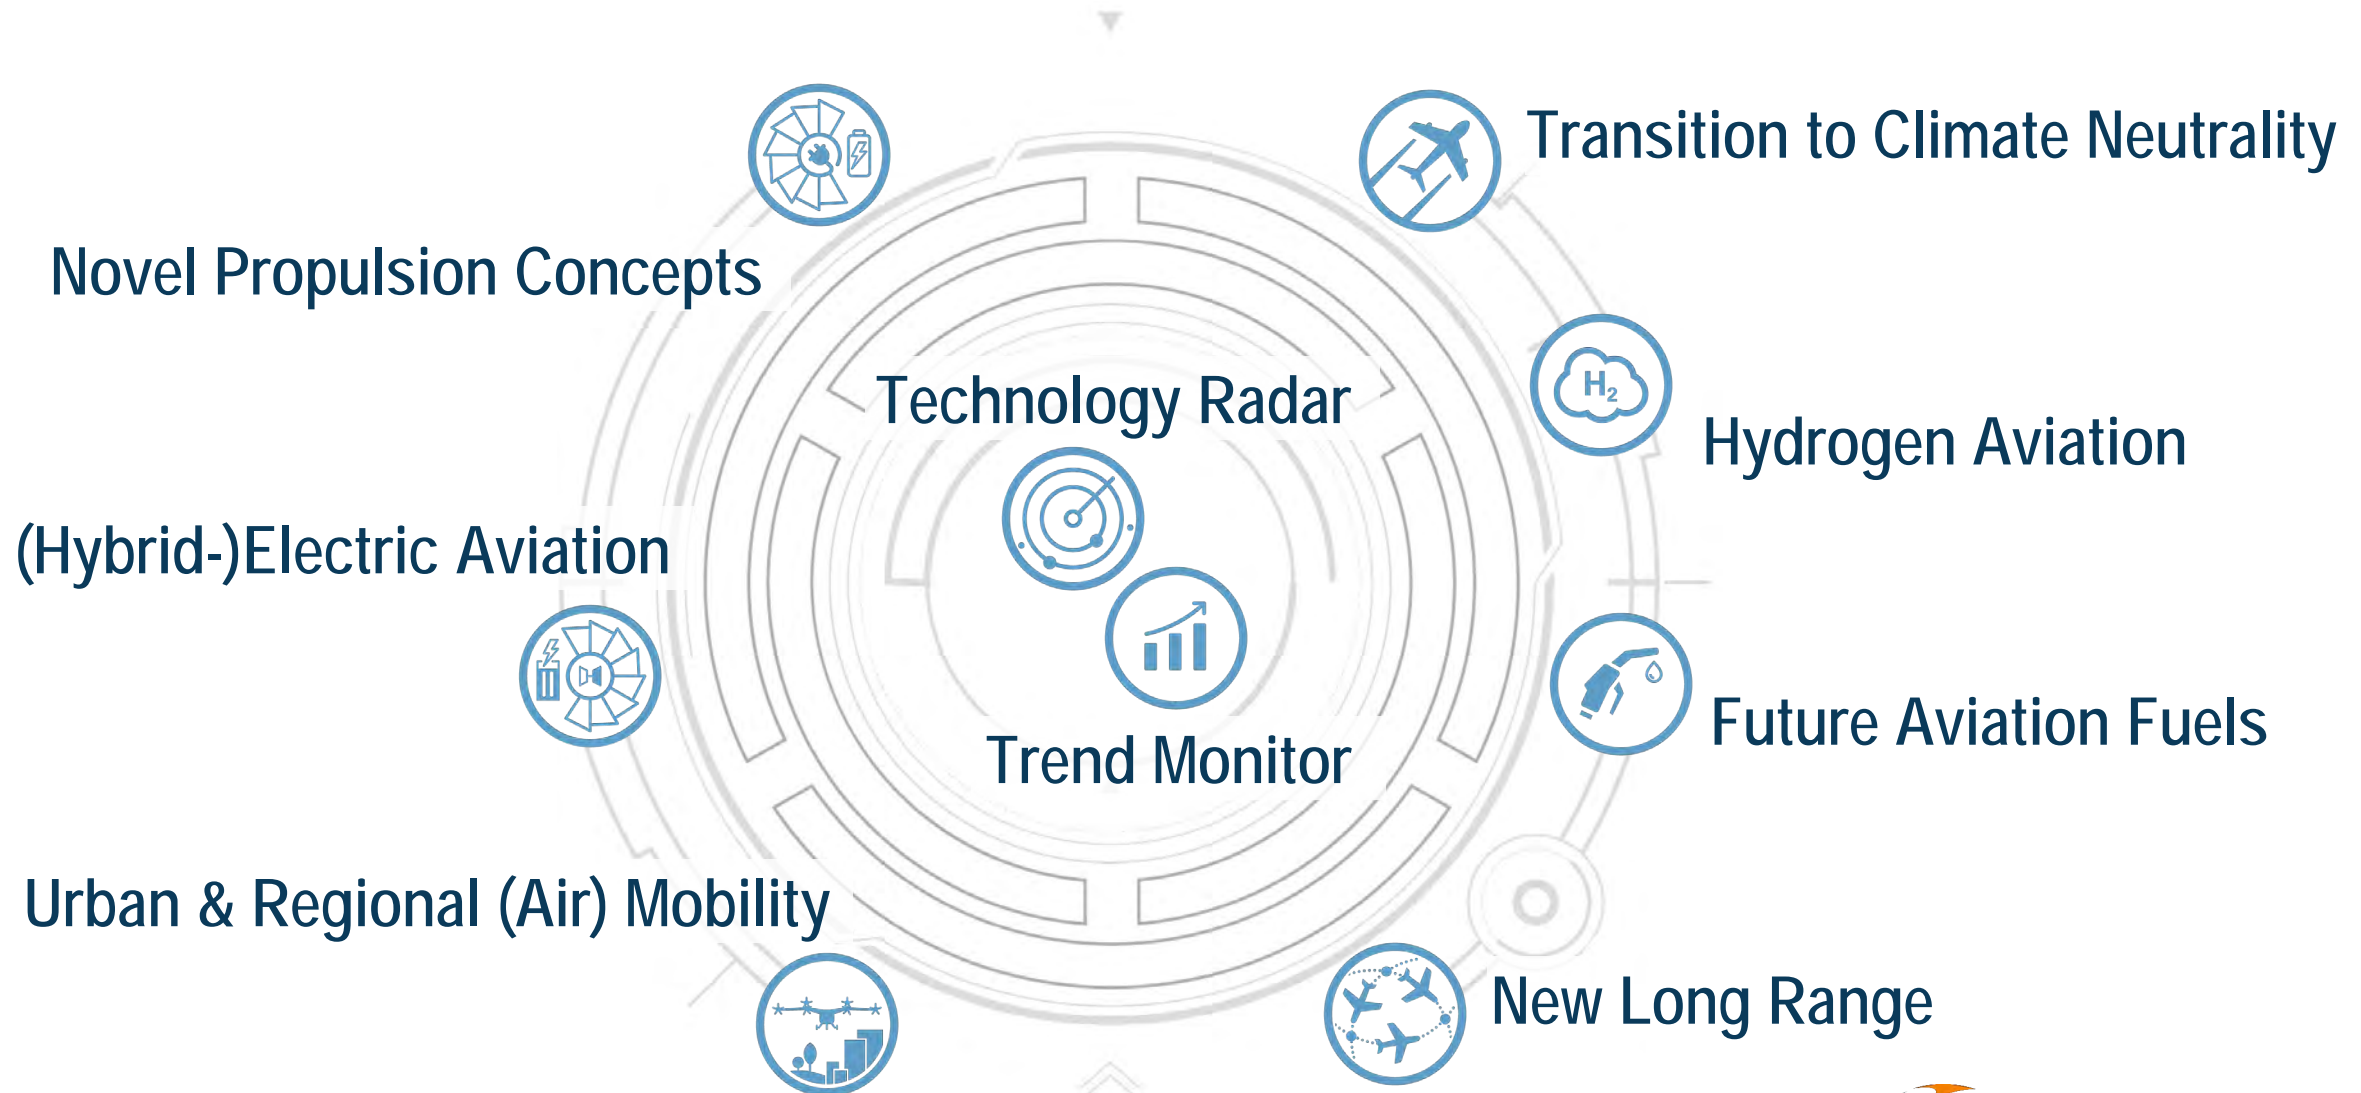 Transition to Climate Neutrality
Novel Propulsion Concepts
Technology Radar
H₂
Hydrogen Aviation
(Hybrid-)Electric Aviation
Future Aviation Fuels
Trend Monitor
Urban & Regional (Air) Mobility
New Long Range